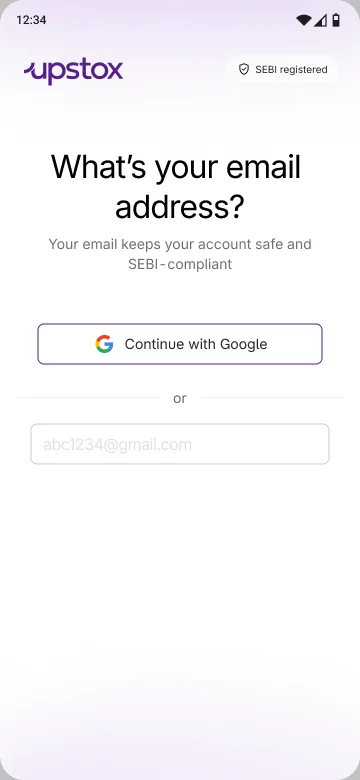 12:34
upstox
SEBI registered
What's your email
address?
Your email keeps your account safe and
SEBI-compliant
Continue with Google
or
abc1234@gmail.com